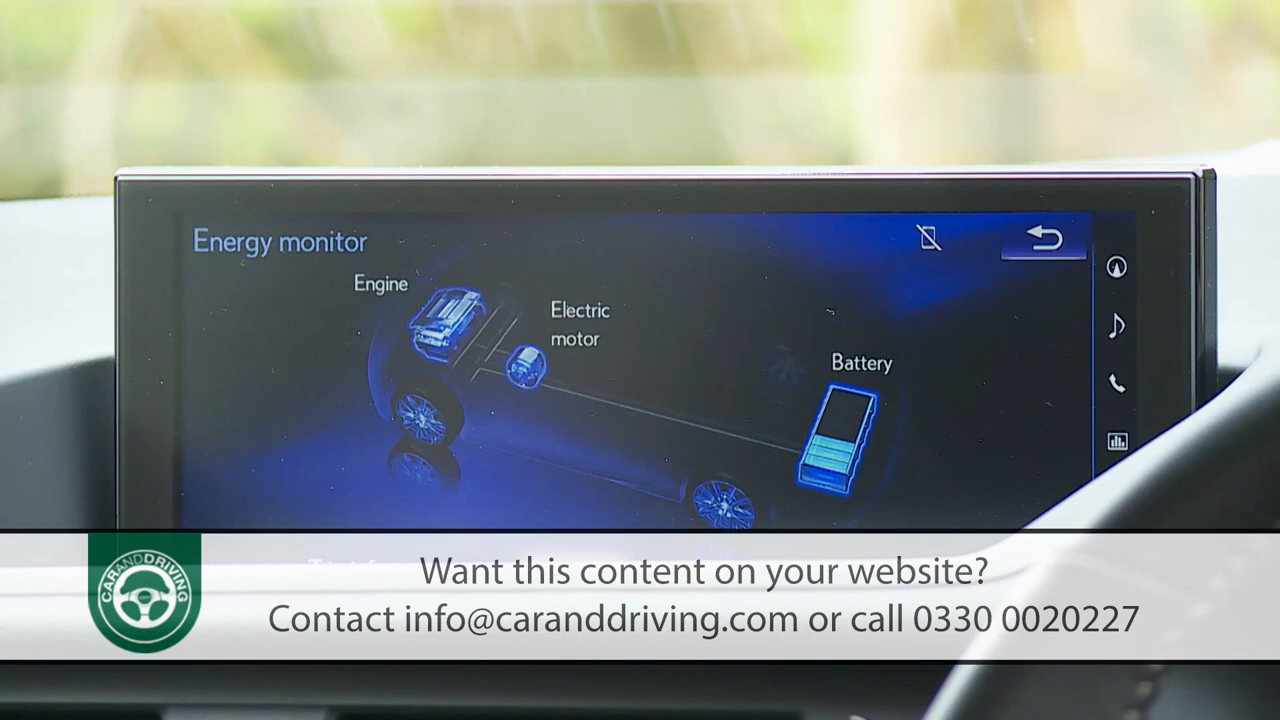 Energy monitor
Engine
Electric
motor
Battery
CARANDDRIVING
Want this content on your website?
Contact info@caranddriving.com or call 0330 0020227